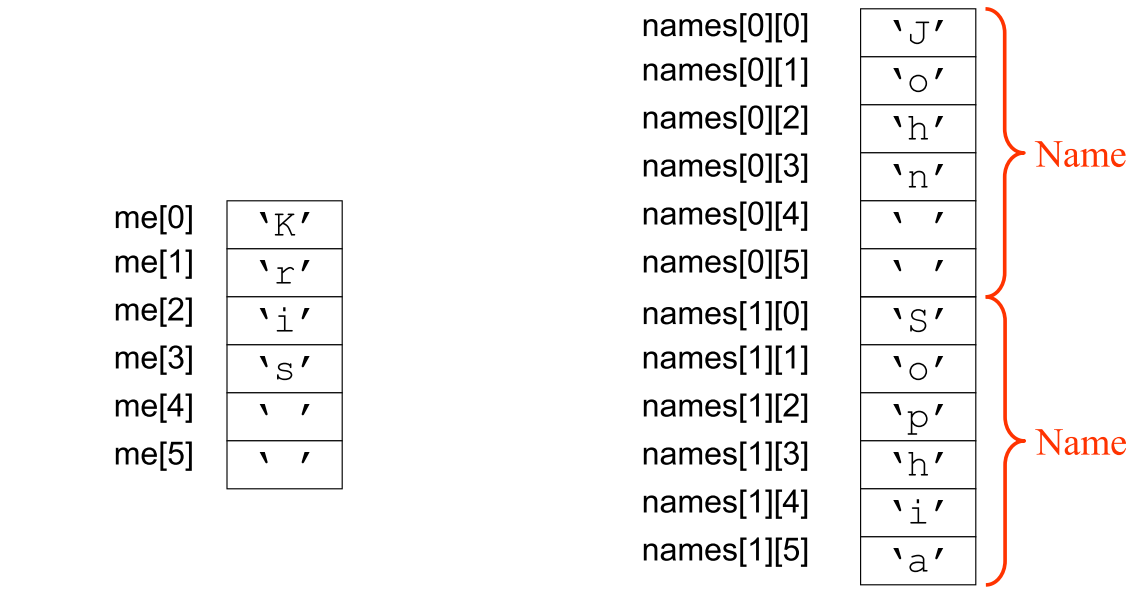 me[0] ‛K′
me[1] ‛r′
me[2] ‛i′
me[3] ‛s′
me[4] ‛ ′
me[5] ‛ ′
names[0][0] ‛J′
names[0][1] ‛o′
names[0][2] ‛h′
names[0][3] ‛n′
names[0][4] ‛ ′
names[0][5] ‛ ′
Name
names[1][0] ‛S′
names[1][1] ‛o′
names[1][2] ‛p′
names[1][3] ‛h′
names[1][4] ‛i′
names[1][5] ‛a′
Name